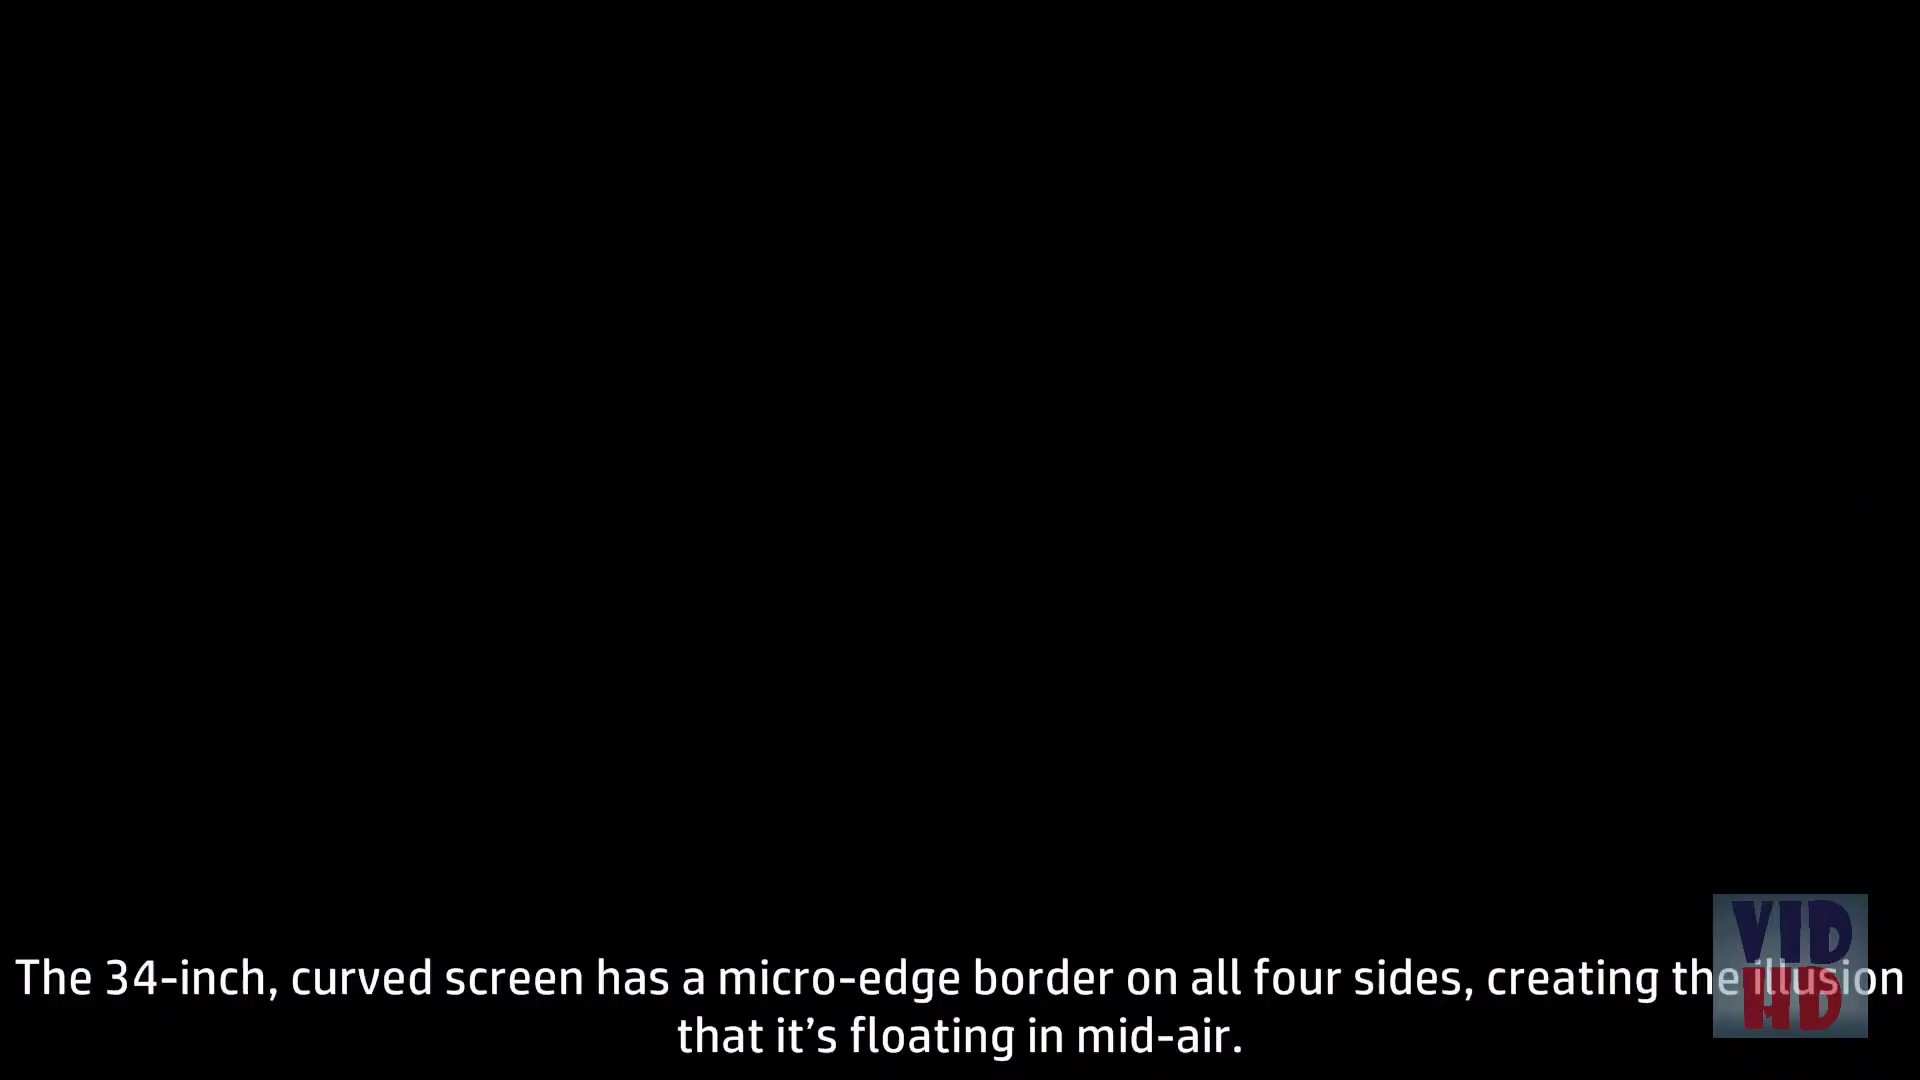 The 34-inch, curved screen has a micro-edge border on all four sides, creating the illusion
that it’s floating in mid-air.
VID
HD